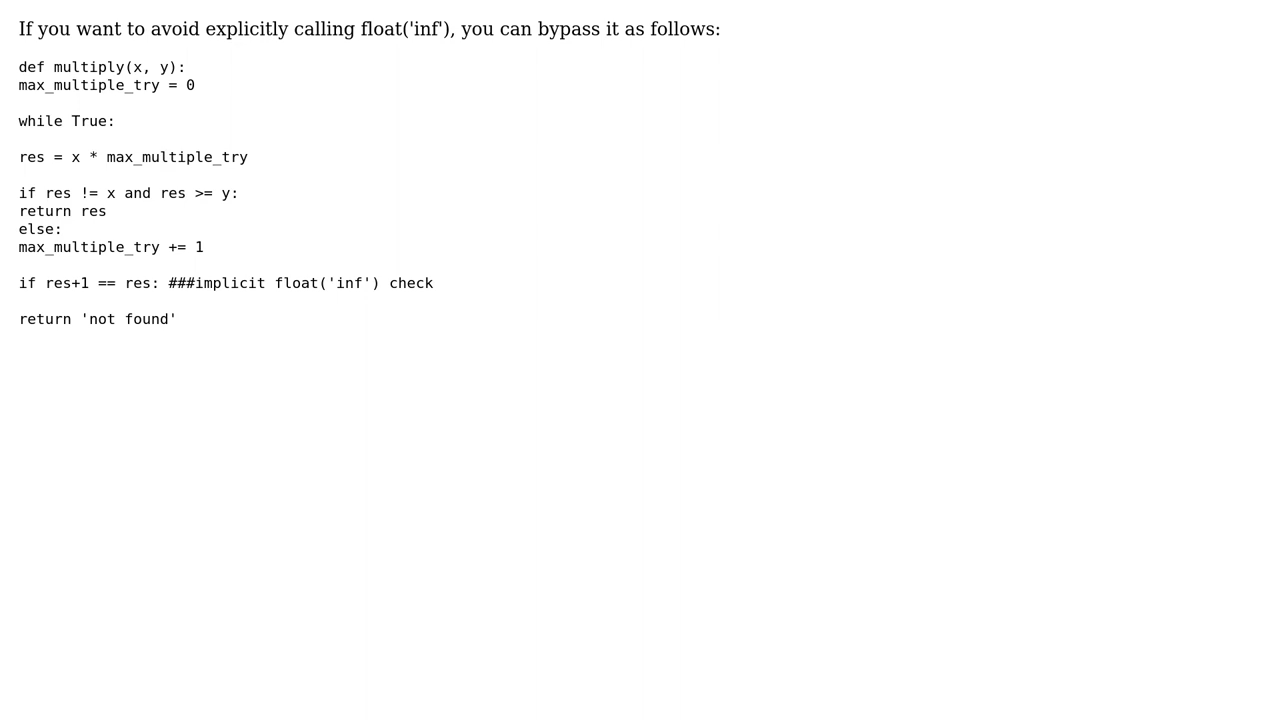 If you want to avoid explicitly calling float('inf'), you can bypass it as follows:
def multiply(x, y):
max_multiple_try = 0
while True:
res = x * max_multiple_try
if res != x and res >= y:
return res
else:
max_multiple_try += 1
if res+1 == res: ###implicit float('inf') check
return 'not found'